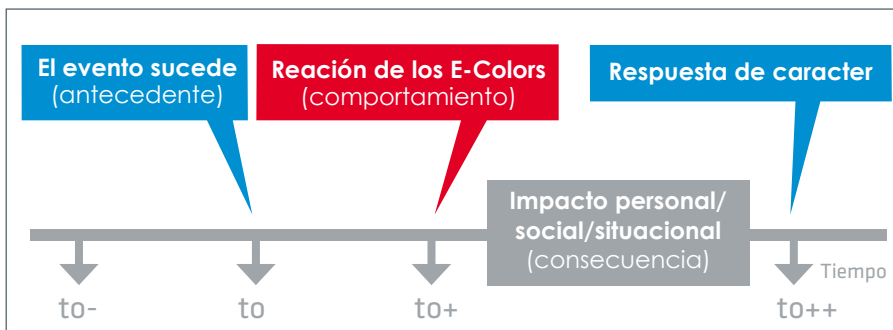 El evento sucede
(antecedente)
Reación de los E-Colors
(comportamiento)
Respuesta de caracter
Impacto personal/
social/situacional
(consecuencia)
Tiempo
to-
to
to+
to++